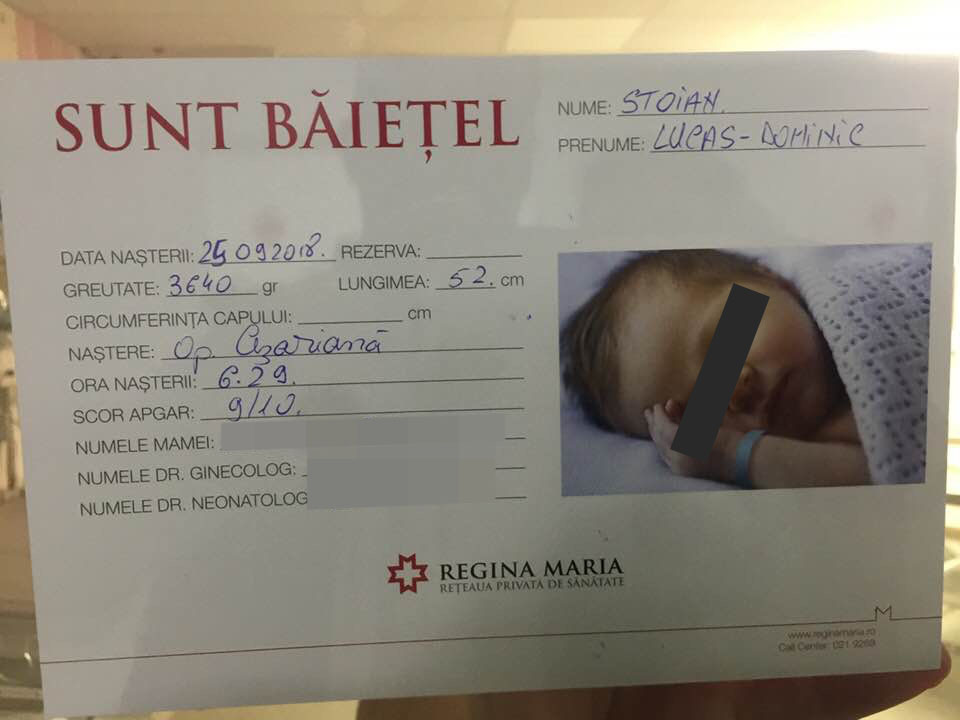 SUNT BĂIEȚEL
NUME: STOIAN.
PRENUME: LUCAS-DOMINIC
DATA NAȘTERII: 25 09 2018. REZERVA:
GREUTATE: 3640 gr LUNGIMEA: 52. cm
CIRCUMFERINȚA CAPULUI: cm
NAȘTERE: Op. Cezariană
ORA NAȘTERII: 6.29.
SCOR APGAR: 9/10.
NUMELE MAMEI:
NUMELE DR. GINECOLOG:
NUMELE DR. NEONATOLOG
REGINA MARIA
REȚEAUA PRIVATĂ DE SĂNĂTATE
www.reginamaria.ro
Call Center: 021 9268